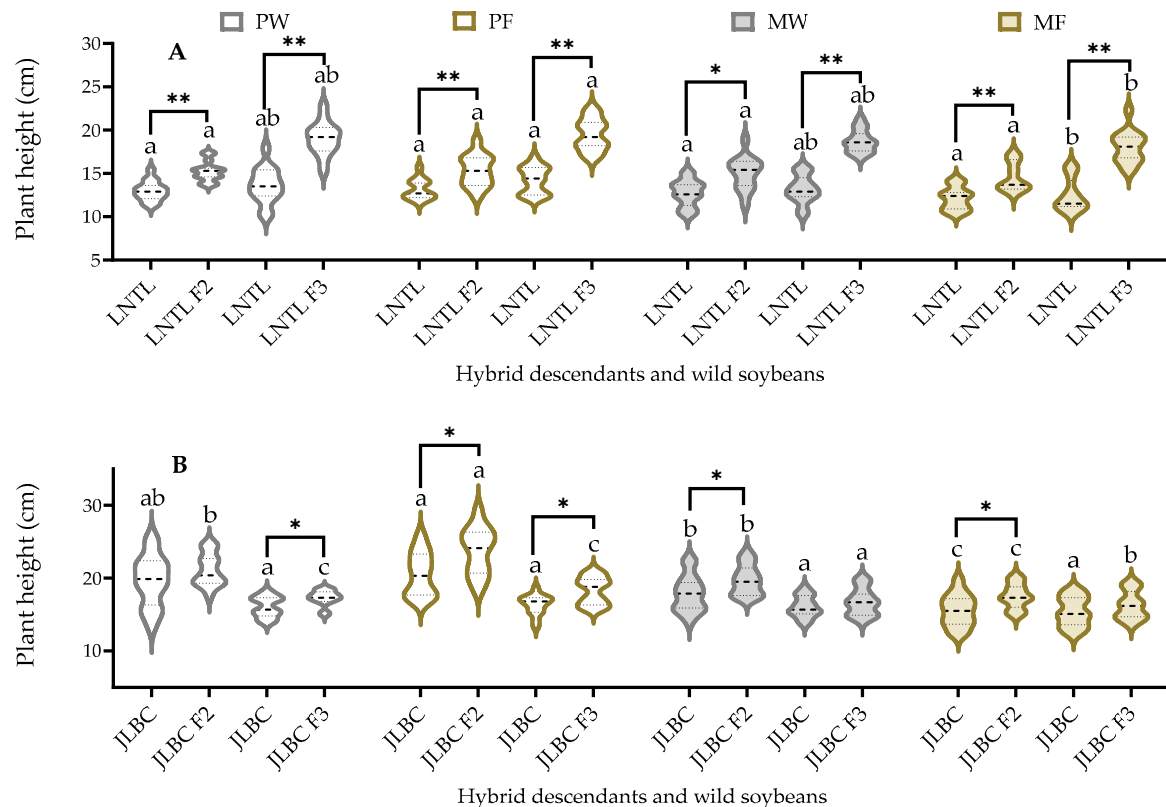 PW PF MW MF
A
Plant height (cm)
30
25
20
15
10
5
** ** ** ** * ** ** **
a a ab ab a a a a a a ab ab a a b b
LNTL LNTL F2 LNTL LNTL F3 LNTL LNTL F2 LNTL LNTL F3 LNTL LNTL F2 LNTL LNTL F3 LNTL LNTL F2 LNTL LNTL F3
Hybrid descendants and wild soybeans
B
Plant height (cm)
30
20
10
* * * * *
ab b a c a a a c b b a a c c a b
JLBC JLBC F2 JLBC JLBC F3 JLBC JLBC F2 JLBC JLBC F3 JLBC JLBC F2 JLBC JLBC F3 JLBC JLBC F2 JLBC JLBC F3
Hybrid descendants and wild soybeans